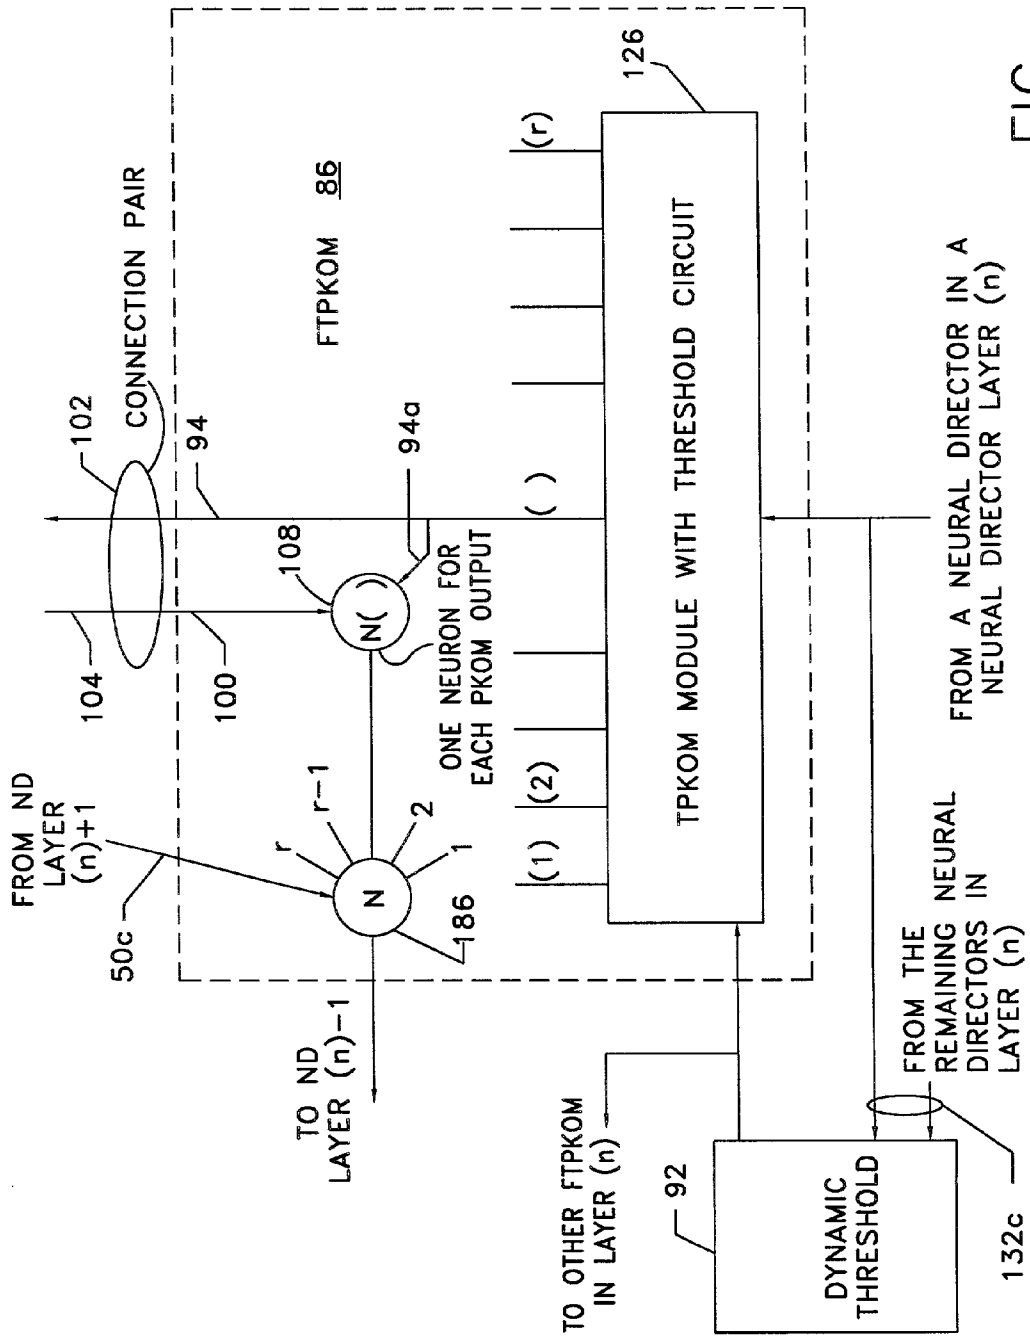 FROM ND
LAYER
(n)+1
50c
104
100
102
CONNECTION PAIR
94
108
94a
FTPKOM 86
N( )
ONE NEURON FOR
EACH PKOM OUTPUT
r
r-1
2
1
N
186
TO ND
LAYER (n)-1
(1)
(2)
( )
(r)
126
TPKOM MODULE WITH THRESHOLD CIRCUIT
TO OTHER FTPKOM
IN LAYER (n)
92
DYNAMIC
THRESHOLD
132c
FROM THE
REMAINING NEURAL
DIRECTORS IN
LAYER (n)
FROM A NEURAL DIRECTOR IN A
NEURAL DIRECTOR LAYER (n)
FIG